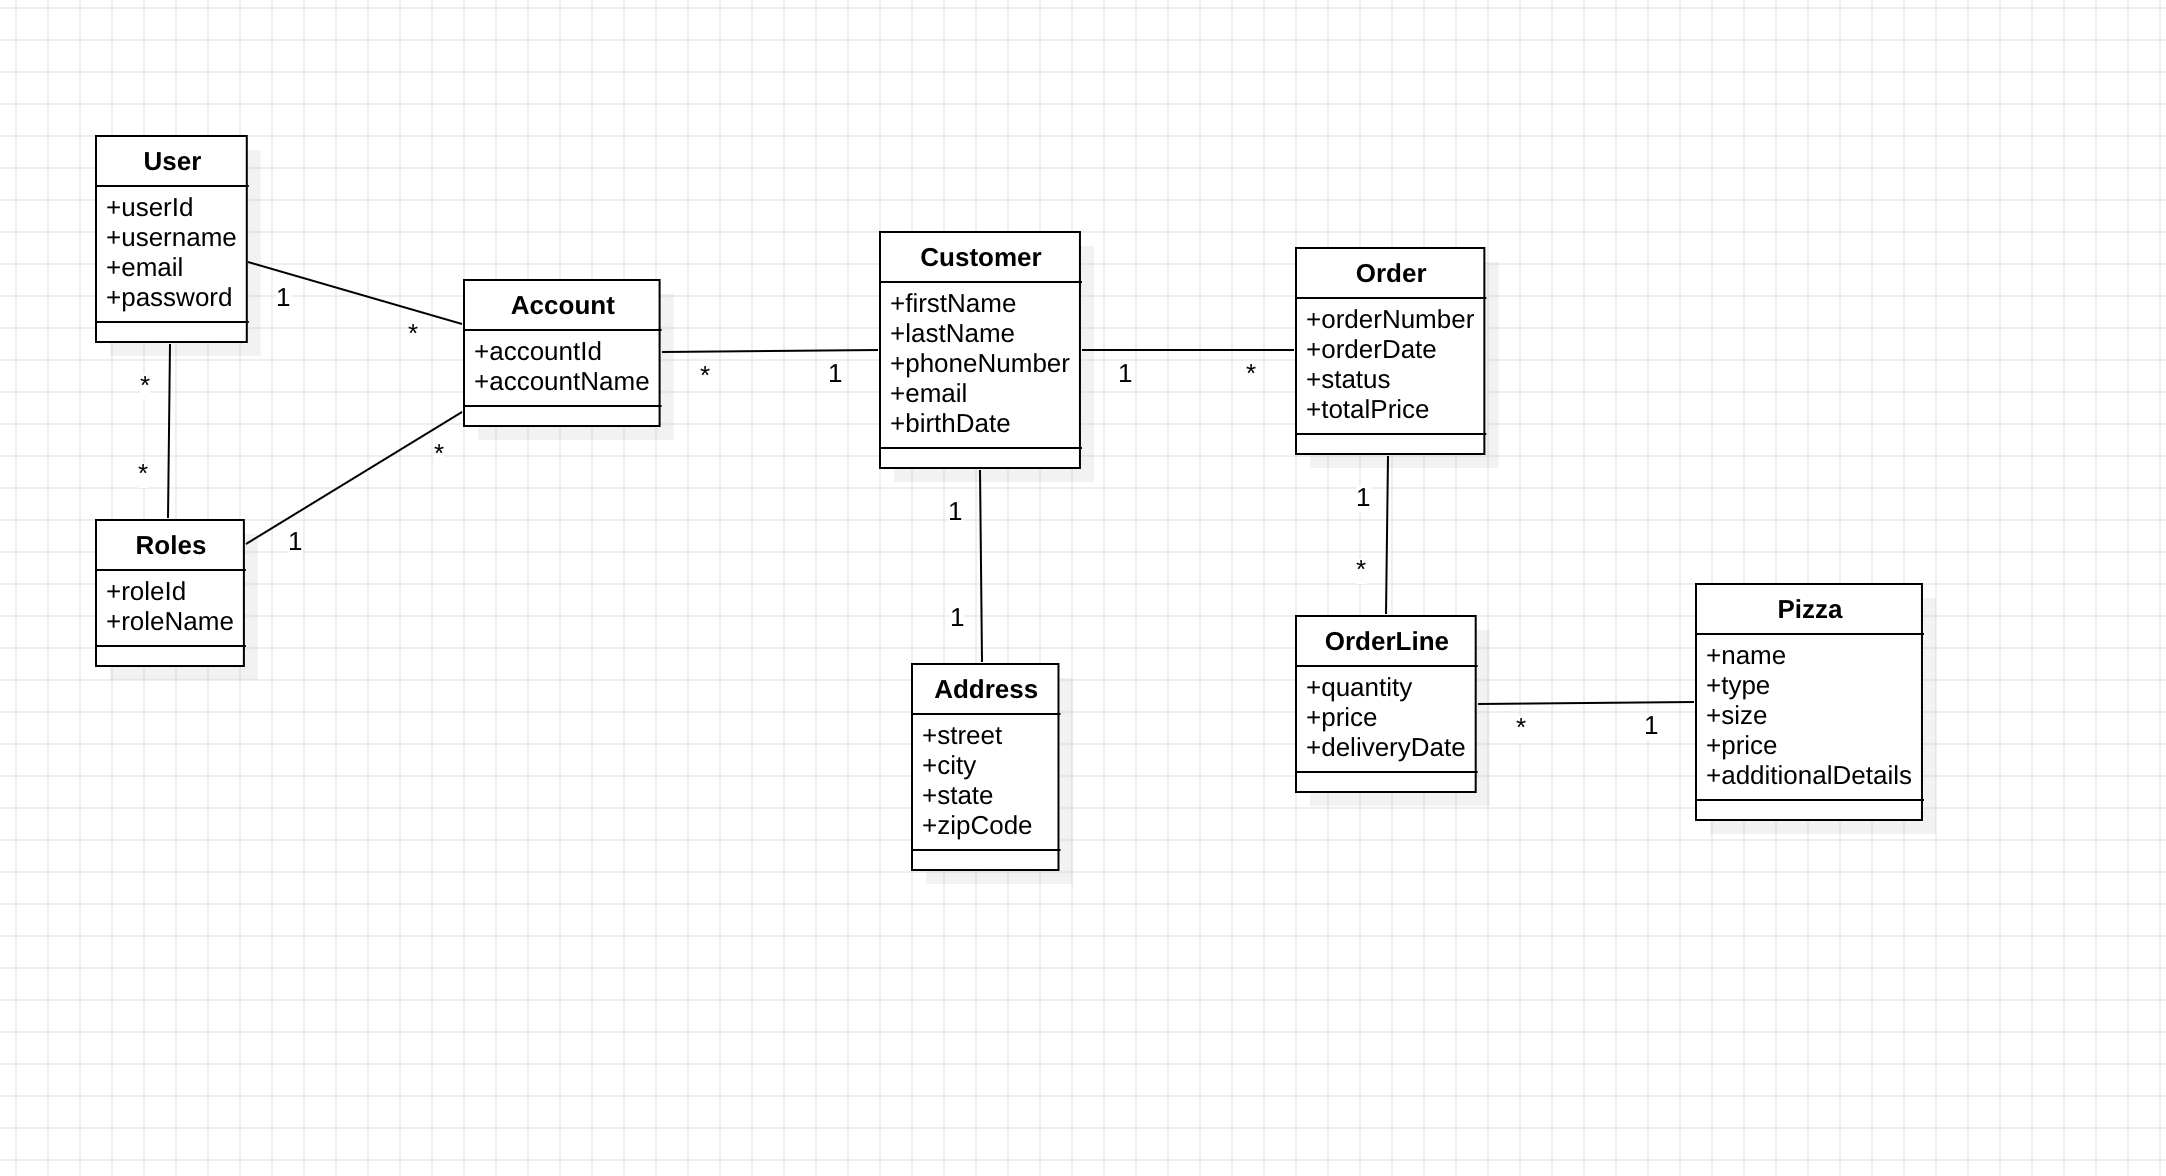 User
+userId
+username
+email
+password
1
*
*
*
Roles
+roleId
+roleName
1
*
Account
+accountId
+accountName
*
1
Customer
+firstName
+lastName
+phoneNumber
+email
+birthDate
1
*
1
1
Address
+street
+city
+state
+zipCode
Order
+orderNumber
+orderDate
+status
+totalPrice
1
*
OrderLine
+quantity
+price
+deliveryDate
*
1
Pizza
+name
+type
+size
+price
+additionalDetails